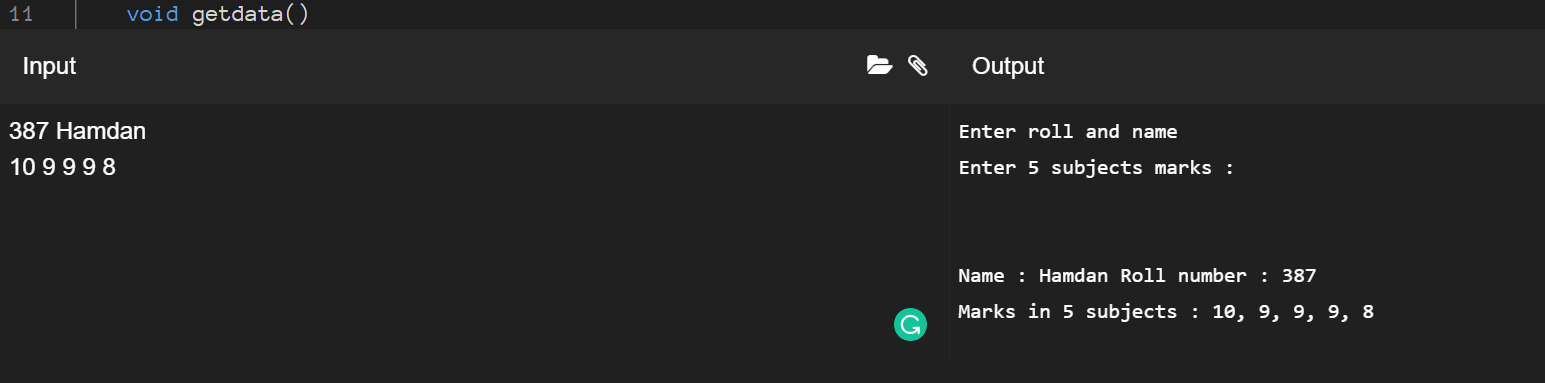 11 void getdata()
Input
Output
387 Hamdan
10 9 9 9 8
Enter roll and name
Enter 5 subjects marks :
Name : Hamdan Roll number : 387
Marks in 5 subjects : 10, 9, 9, 9, 8